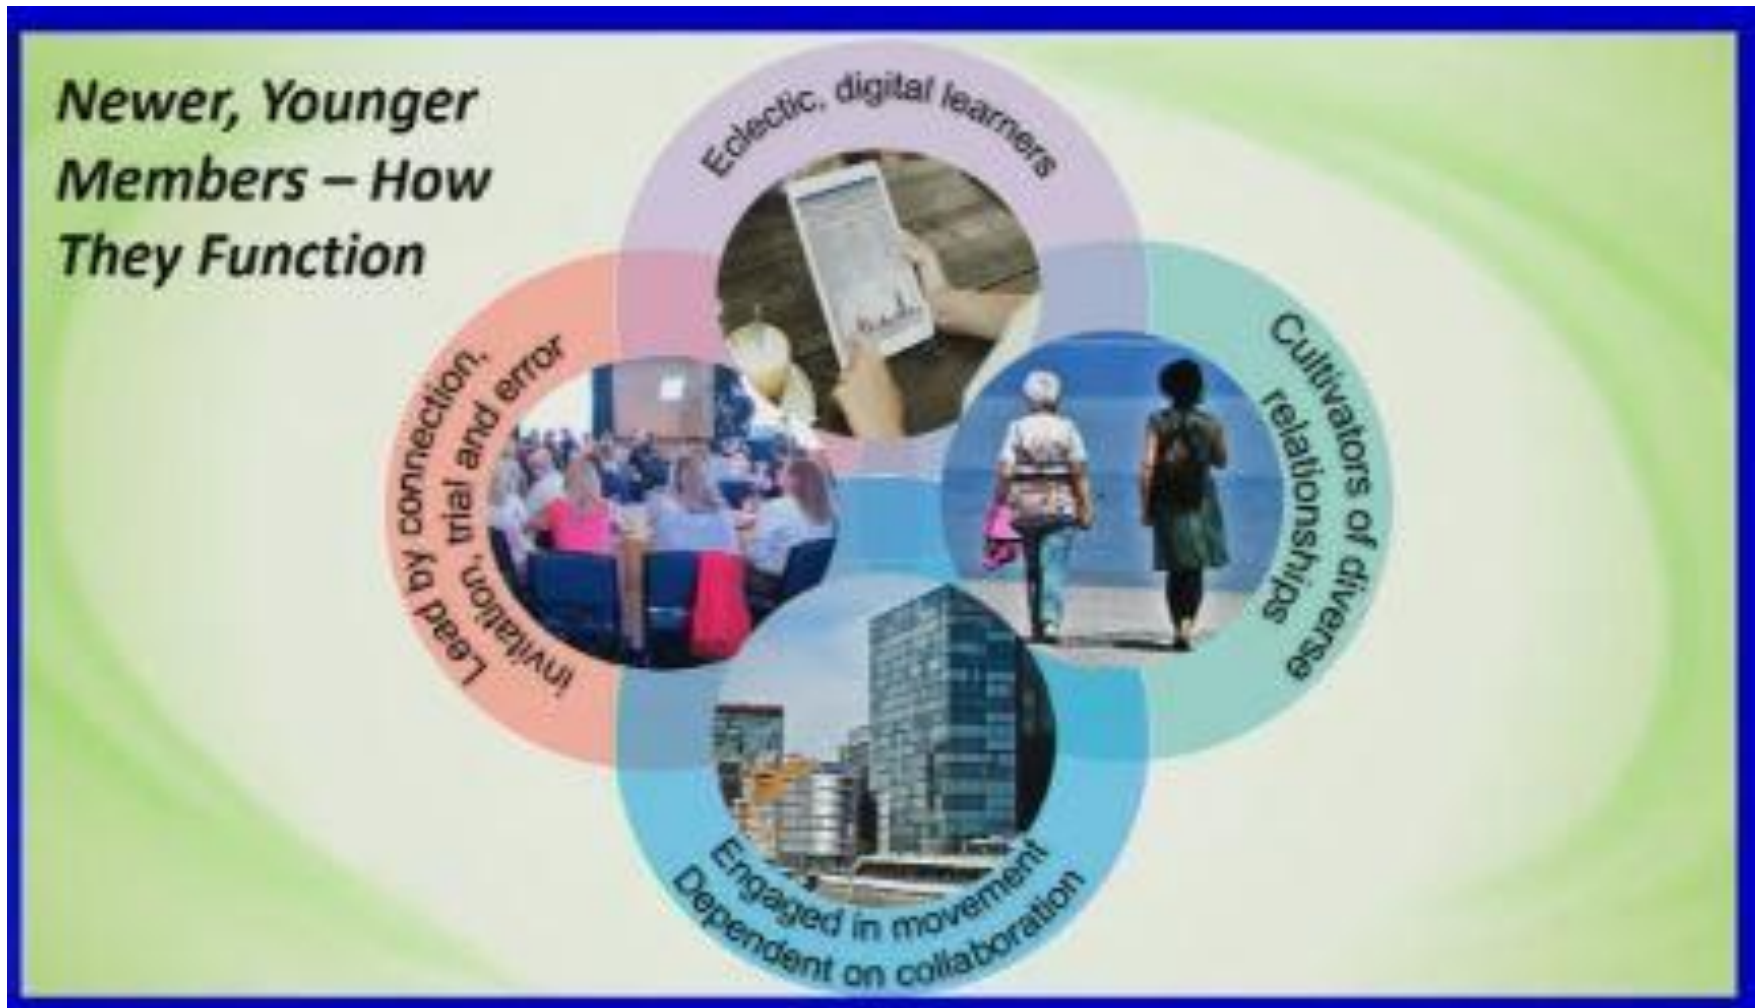 Newer, Younger
Members – How
They Function
Eclectic, digital learners
Lead by connection,
invitation, trial and error
Cultivators of diverse
relationships
Engaged in movement
Dependent on collaboration